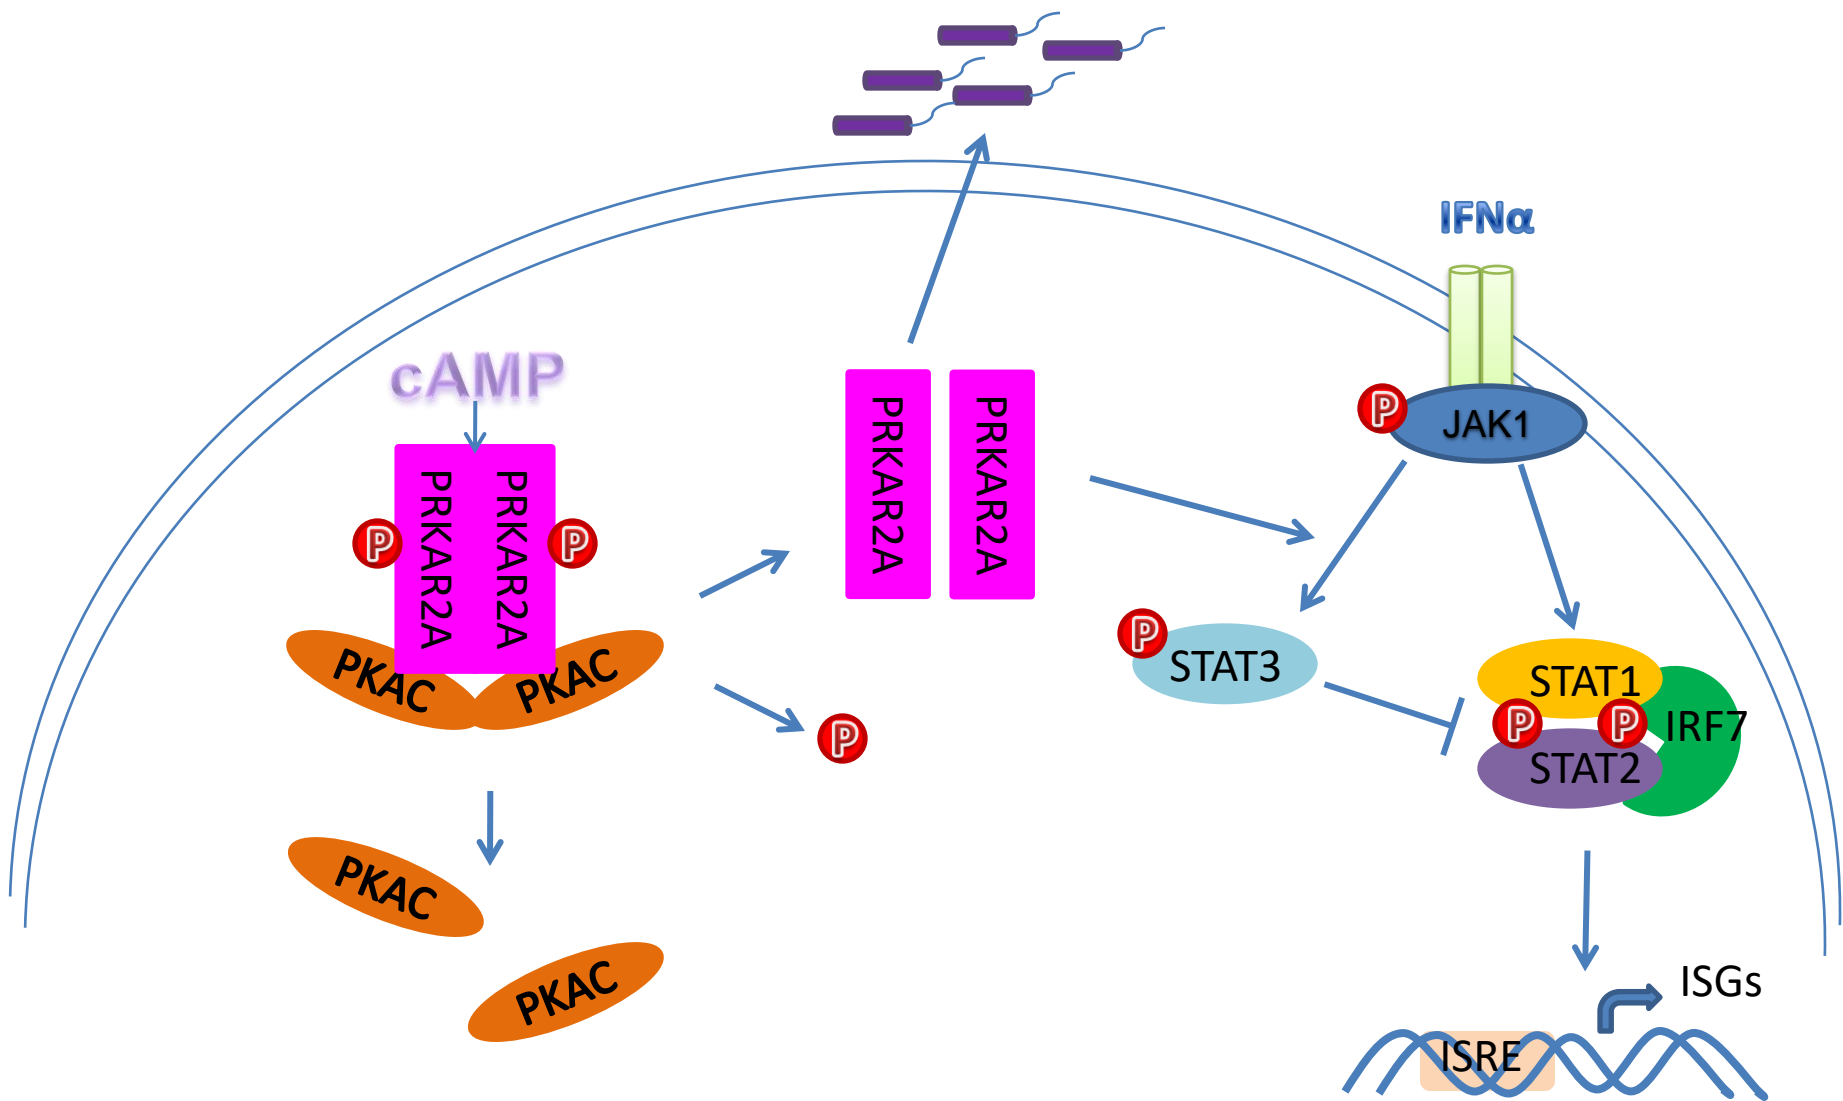 IFNα
cAMP
P
JAK1
PRKAR2A
PRKAR2A
PRKAR2A
PRKAR2A
P
P
PKAC
PKAC
P
STAT3
STAT1
P
P
IRF7
STAT2
P
PKAC
PKAC
ISGs
ISRE